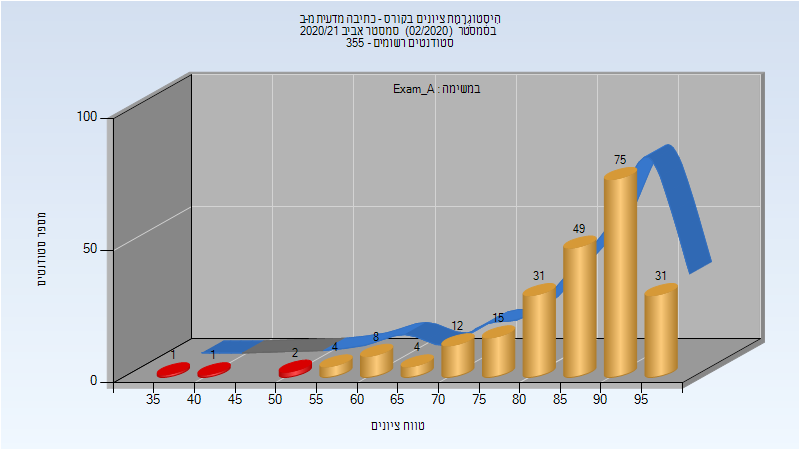 היסטוגרמת ציונים בקורס - כתיבה מדעית מ-ב
בסמסטר (02/2020) סמסטר אביב 2020/21
סטודנטים רשומים - 355
במשימה : Exam_A
מספר סטודנטים
100
50
0
1
1
2
4
8
4
12
15
31
49
75
31
35 40 45 50 55 60 65 70 75 80 85 90 95
טווח ציונים